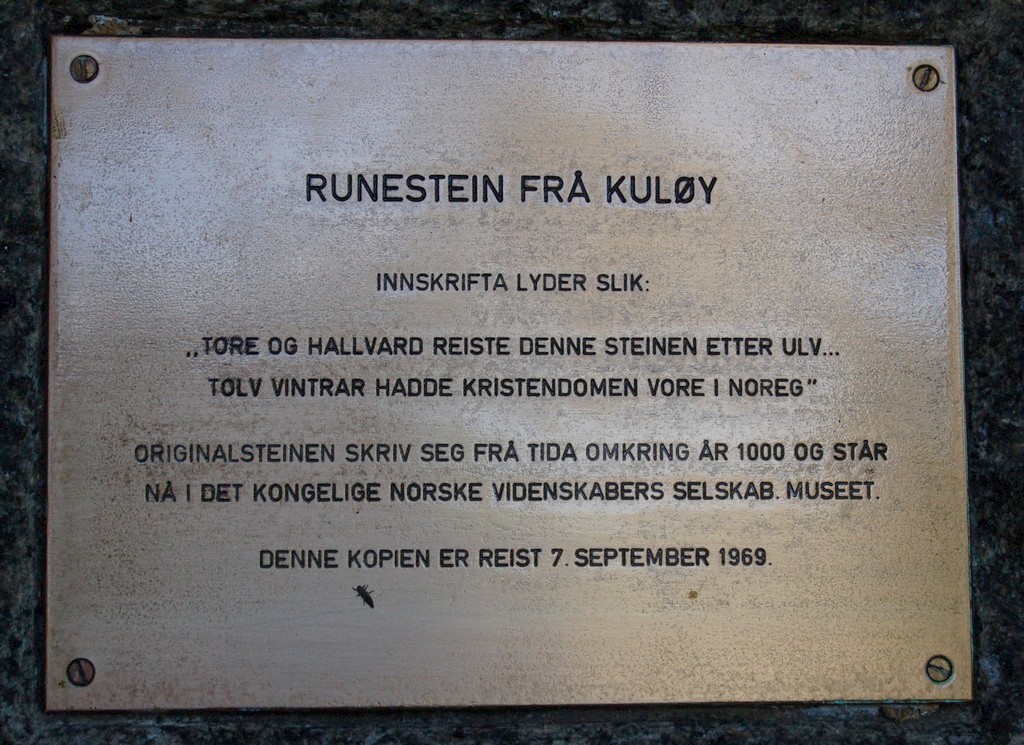 RUNESTEIN FRÅ KULØY
INNSKRIFTA LYDER SLIK:
„TORE OG HALLVARD REISTE DENNE STEINEN ETTER ULV...
TOLV VINTRAR HADDE KRISTENDOMEN VORE I NOREG”
ORIGINALSTEINEN SKRIV SEG FRÅ TIDA OMKRING ÅR 1000 OG STÅR
NÅ I DET KONGELIGE NORSKE VIDENSKABERS SELSKAB. MUSEET.
DENNE KOPIEN ER REIST 7. SEPTEMBER 1969.